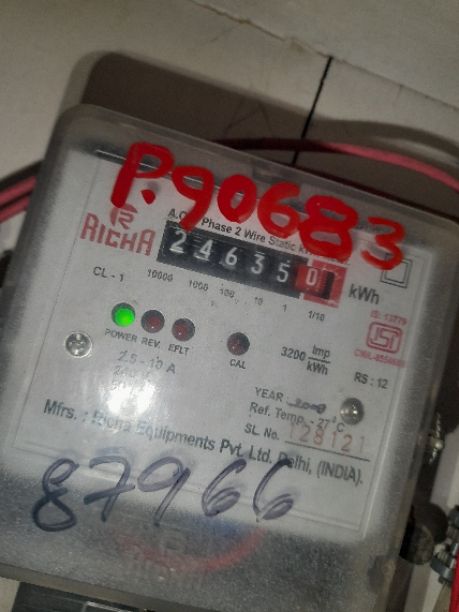 P.90683
A.C. Phase 2 Wire Static
RICHA
246350 kWh
CL - 1
10000 1000 100 10 1 1/10
IS: 13779
POWER REV. EFLT CAL
3200 Imp/kWh
RS : 12
2.5 - 10 A
YEAR :
Ref. Temp. - 27°C
SL. No. 128121
Mfrs. : Richa Equipments Pvt. Ltd. Delhi, (INDIA).
87966